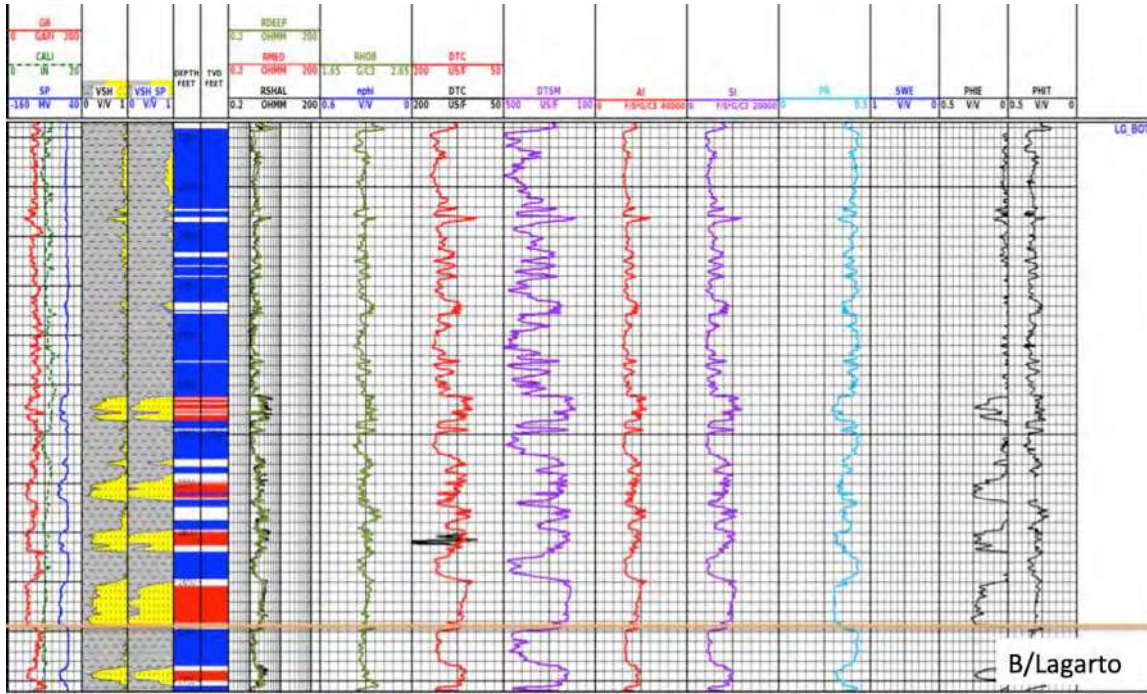 GR
0 GAPI 200
CALI
0 IN 20
SP
-160 MV 40
VSH
0 V/V 1
VSH_SP
0 V/V 1
DEPTH
FEET
TVD
FEET
RDEEP
0.2 OHMM 200
RMED
0.2 OHMM 200
RSHAL
0.2 OHMM 200
RHOB
1.65 G/C3 2.65
nphi
0.6 V/V 0
DTC
200 US/F 50
DTC
200 US/F 50
DTSM
500 US/F 100
AI
0 F/S*G/C3 40000
SI
0 F/S*G/C3 20000
PR
0 0.5
SWE
1 V/V 0
PHIE
0.5 V/V 0
PHIT
0.5 V/V 0
B/Lagarto